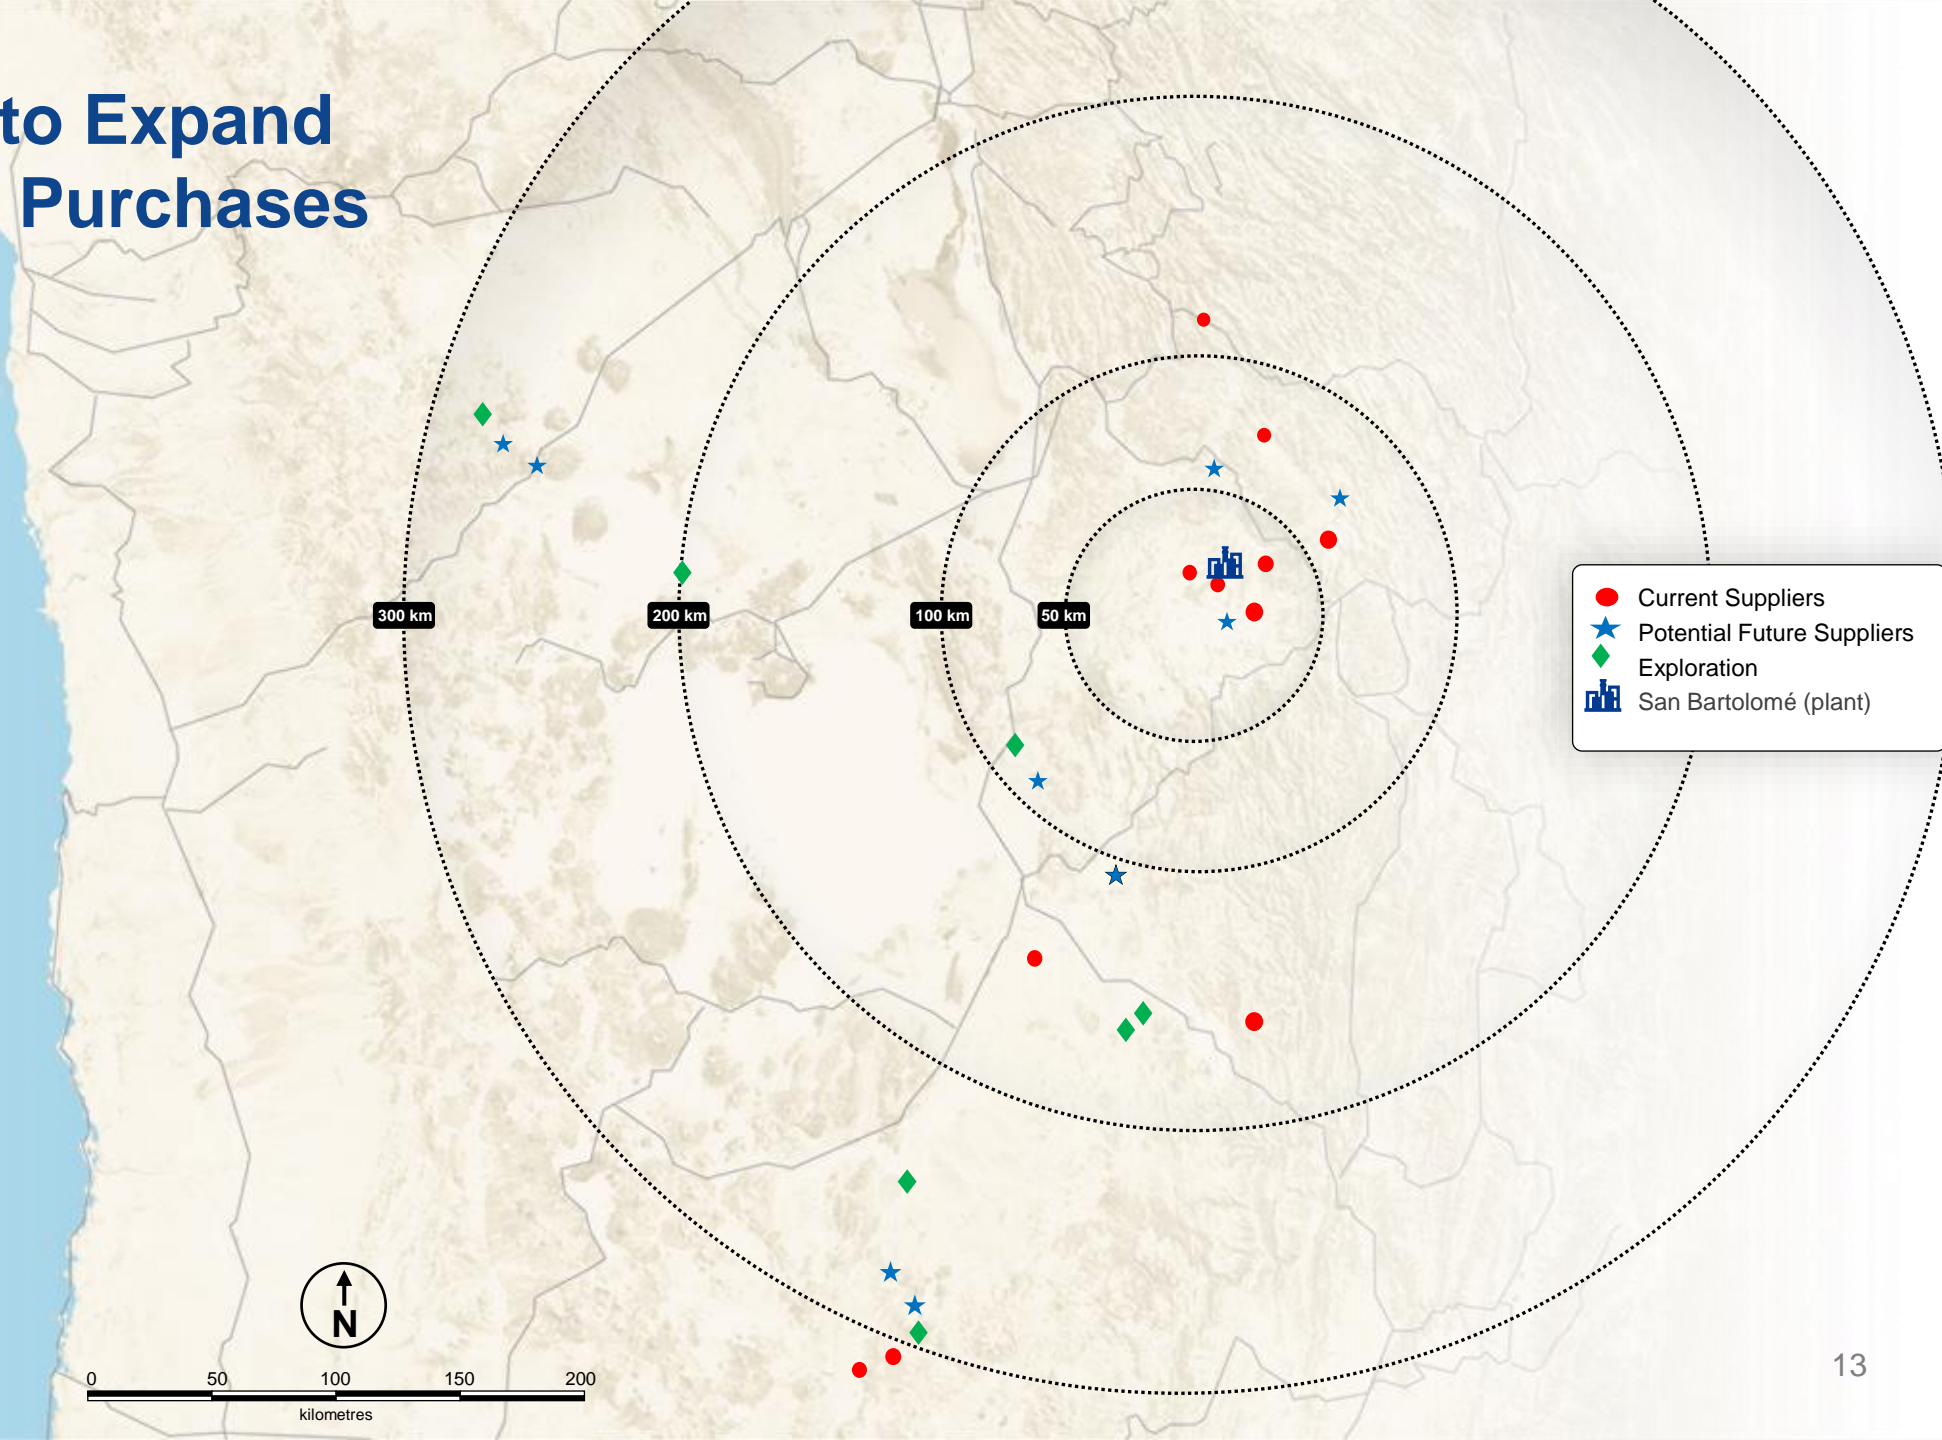 to Expand
Purchases
300 km
200 km
100 km
50 km
Current Suppliers
Potential Future Suppliers
Exploration
San Bartolomé (plant)
N
0 50 100 150 200
kilometres
13